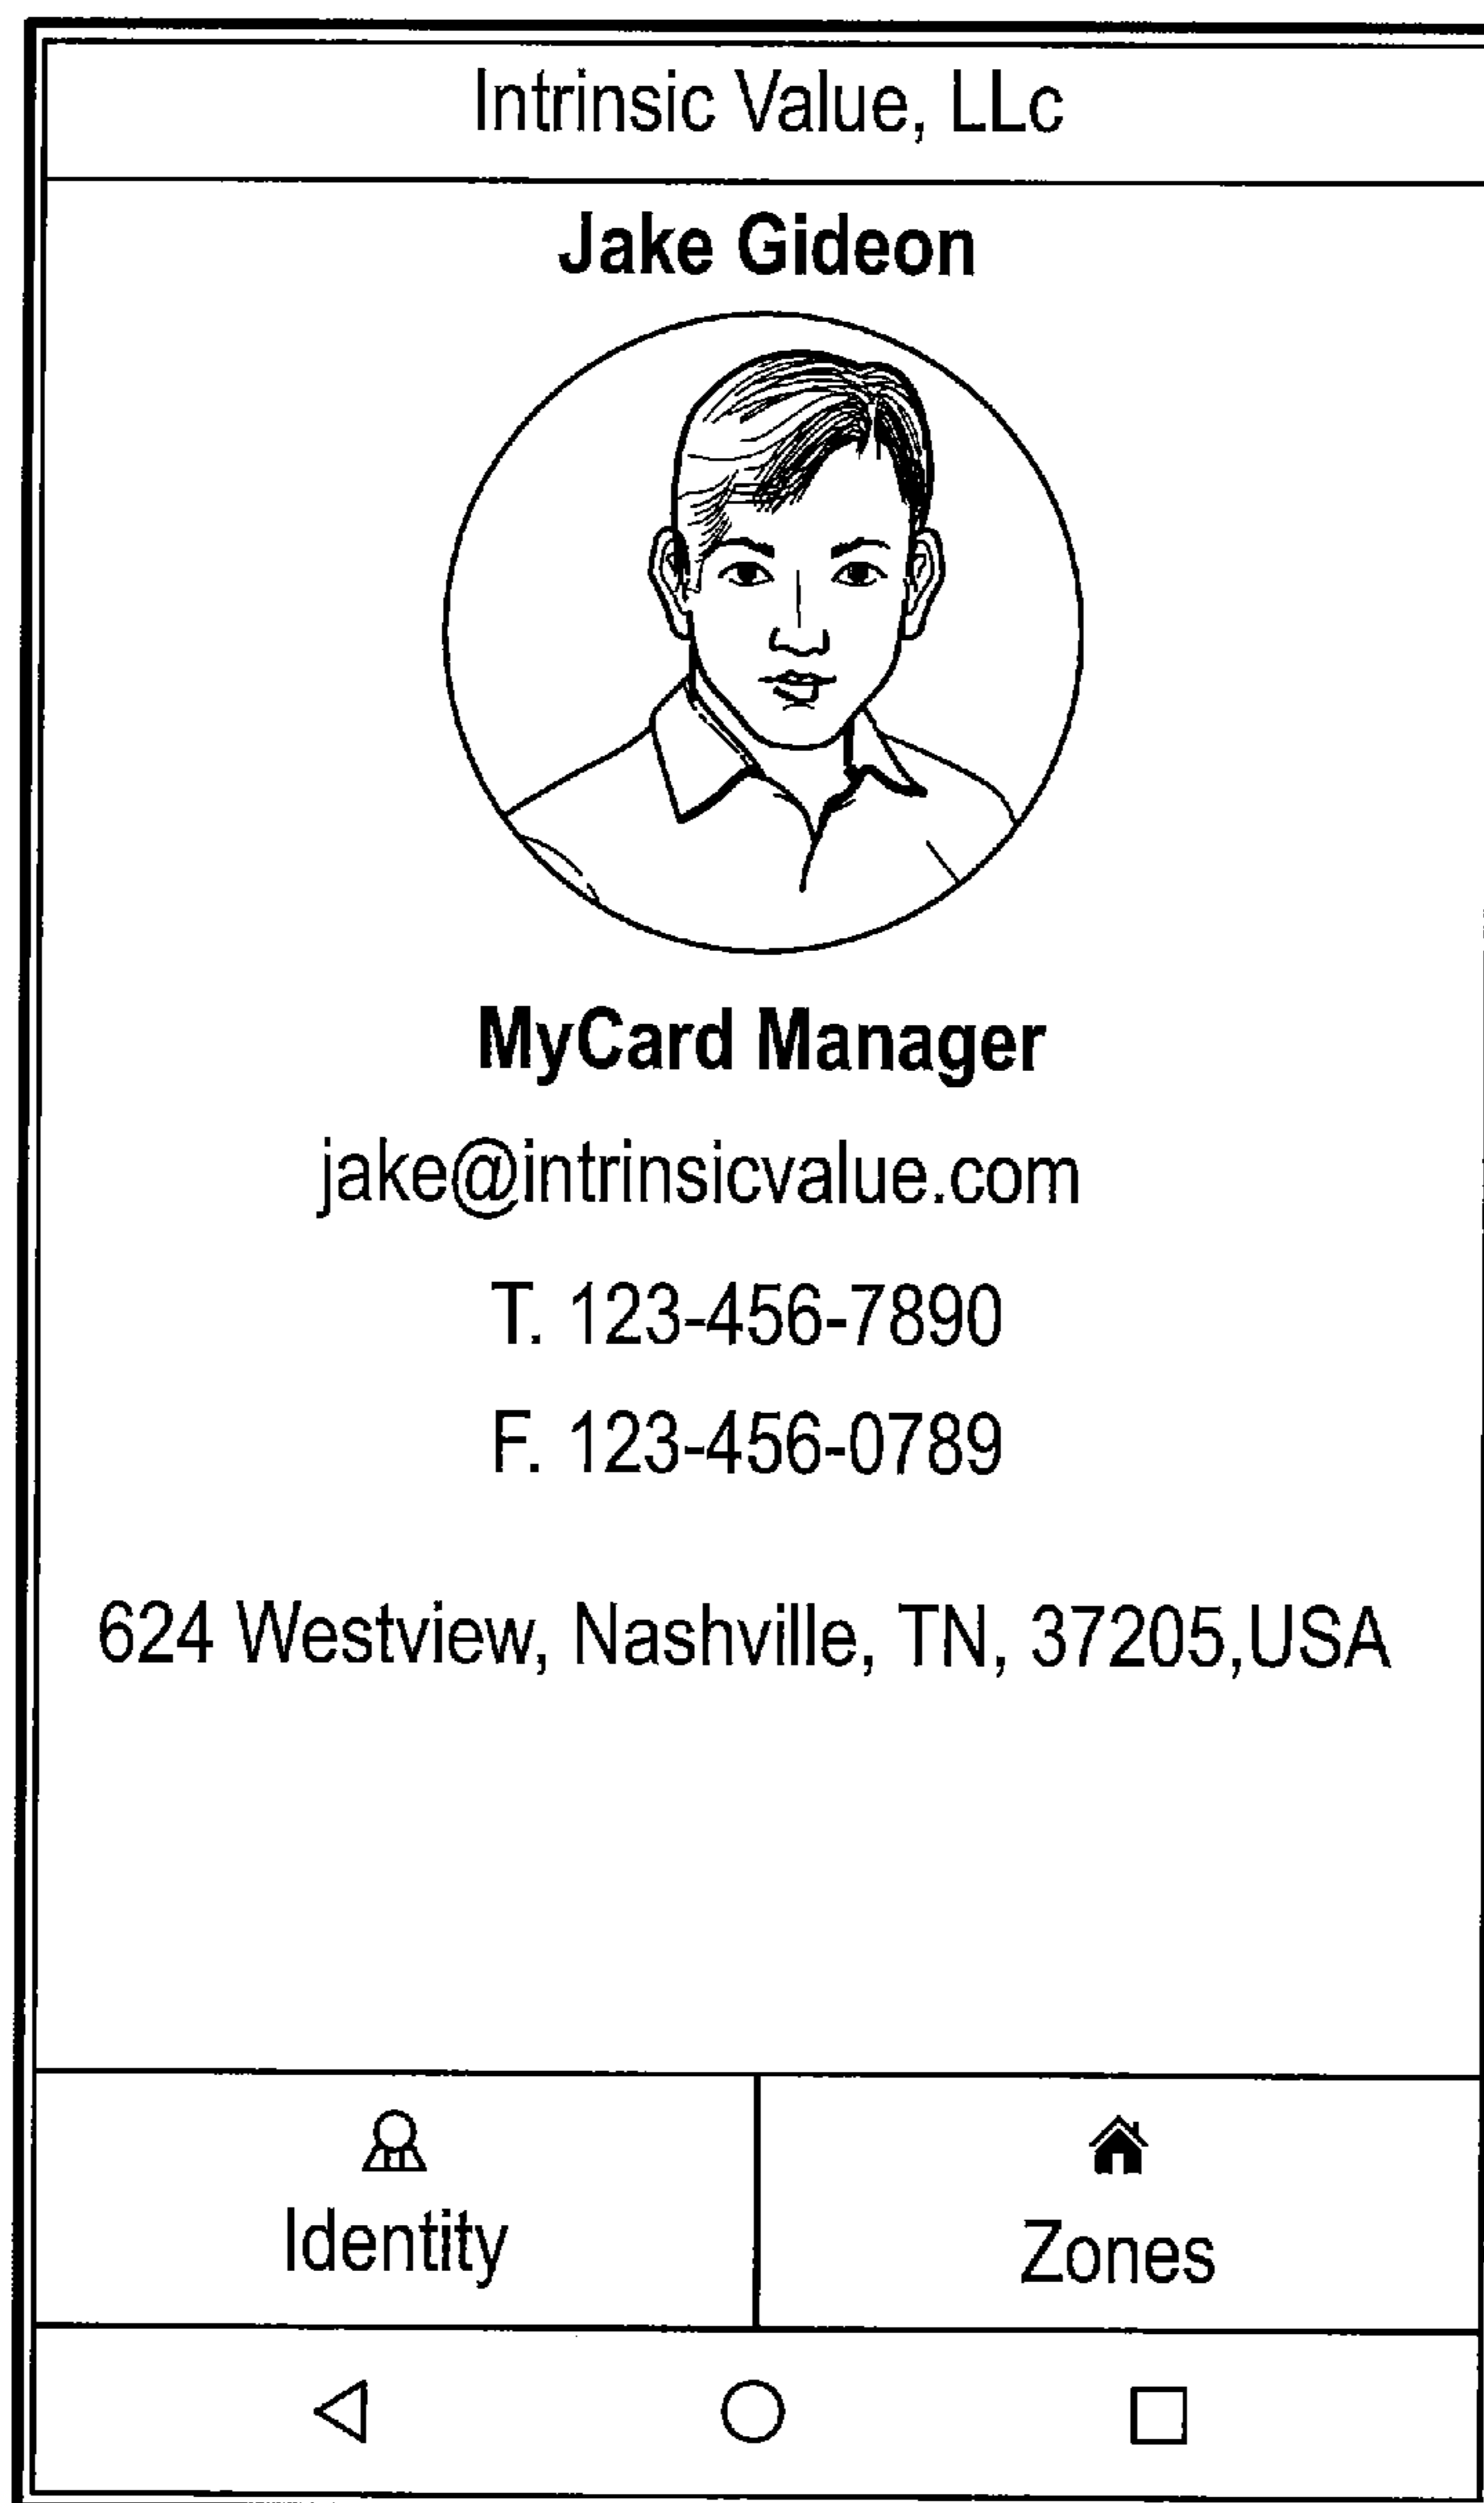 Intrinsic Value, LLc
Jake Gideon
MyCard Manager
jake@intrinsicvalue.com
T. 123-456-7890
F. 123-456-0789
624 Westview, Nashville, TN, 37205,USA
Identity
Zones